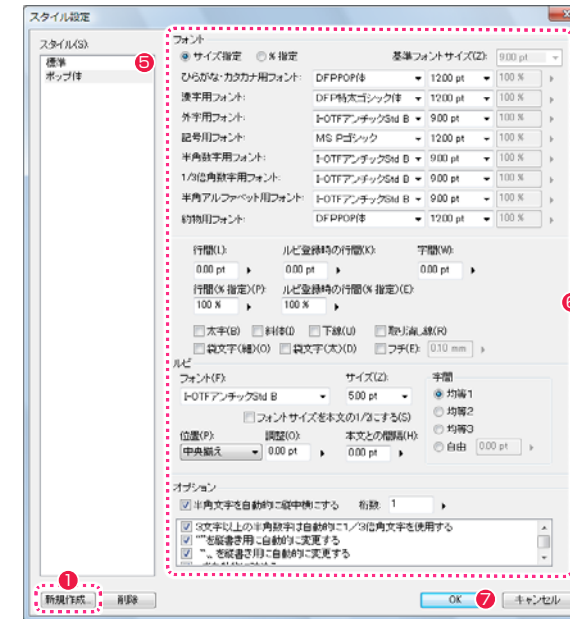 スタイル設定
スタイル(S):
標準
ポップ体
5
フォント
サイズ指定 %指定 基準フォントサイズ(Z): 9.00 pt
ひらがな・カタカナ用フォント: DFPPOP体 12.00 pt 100 %
漢字用フォント: DFP特太ゴシック体 12.00 pt 100 %
外字用フォント: I-OTFアンチックStd B 9.00 pt 100 %
記号用フォント: MS Pゴシック 12.00 pt 100 %
半角数字用フォント: I-OTFアンチックStd B 9.00 pt 100 %
1/3倍角数字用フォント: I-OTFアンチックStd B 9.00 pt 100 %
半角アルファベット用フォント: I-OTFアンチックStd B 9.00 pt 100 %
約物用フォント: DFPPOP体 12.00 pt 100 %
行間(L): ルビ登録時の行間(K): 字間(W):
0.00 pt 0.00 pt 0.00 pt
行間(%指定)(P): ルビ登録時の行間(%指定)(E):
100 % 100 %
6
太字(B) 斜体(I) 下線(U) 取り消し線(R)
袋文字(細)(O) 袋文字(太)(D) フチ(E): 0.10 mm
ルビ
フォント(F): サイズ(Z): 字間
I-OTFアンチックStd B 5.00 pt 均等1
フォントサイズを本文の1/2にする(S) 均等2
位置(P): 調整(O): 本文との間隔(H): 均等3
中央揃え 0.00 pt 0.00 pt 自由 0.00 pt
オプション
半角文字を自動的に縦中横にする 桁数: 1
3文字以上の半角数字は自動的に1/3倍角文字を使用する
""を縦書き用に自動的に変更する
を縦書き用に自動的に変更する
1
新規作成... 削除 OK 7 キャンセル